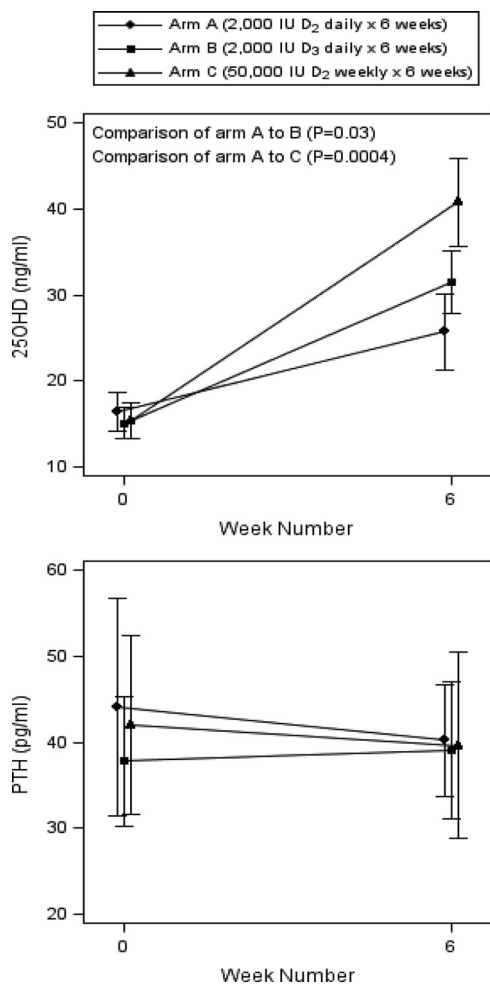 Arm A (2,000 IU D₂ daily x 6 weeks)
Arm B (2,000 IU D₃ daily x 6 weeks)
Arm C (50,000 IU D₂ weekly x 6 weeks)
Comparison of arm A to B (P=0.03)
Comparison of arm A to C (P=0.0004)
25OHD (ng/ml)
50
40
30
20
10
0
6
Week Number
PTH (pg/ml)
60
50
40
30
20
0
6
Week Number